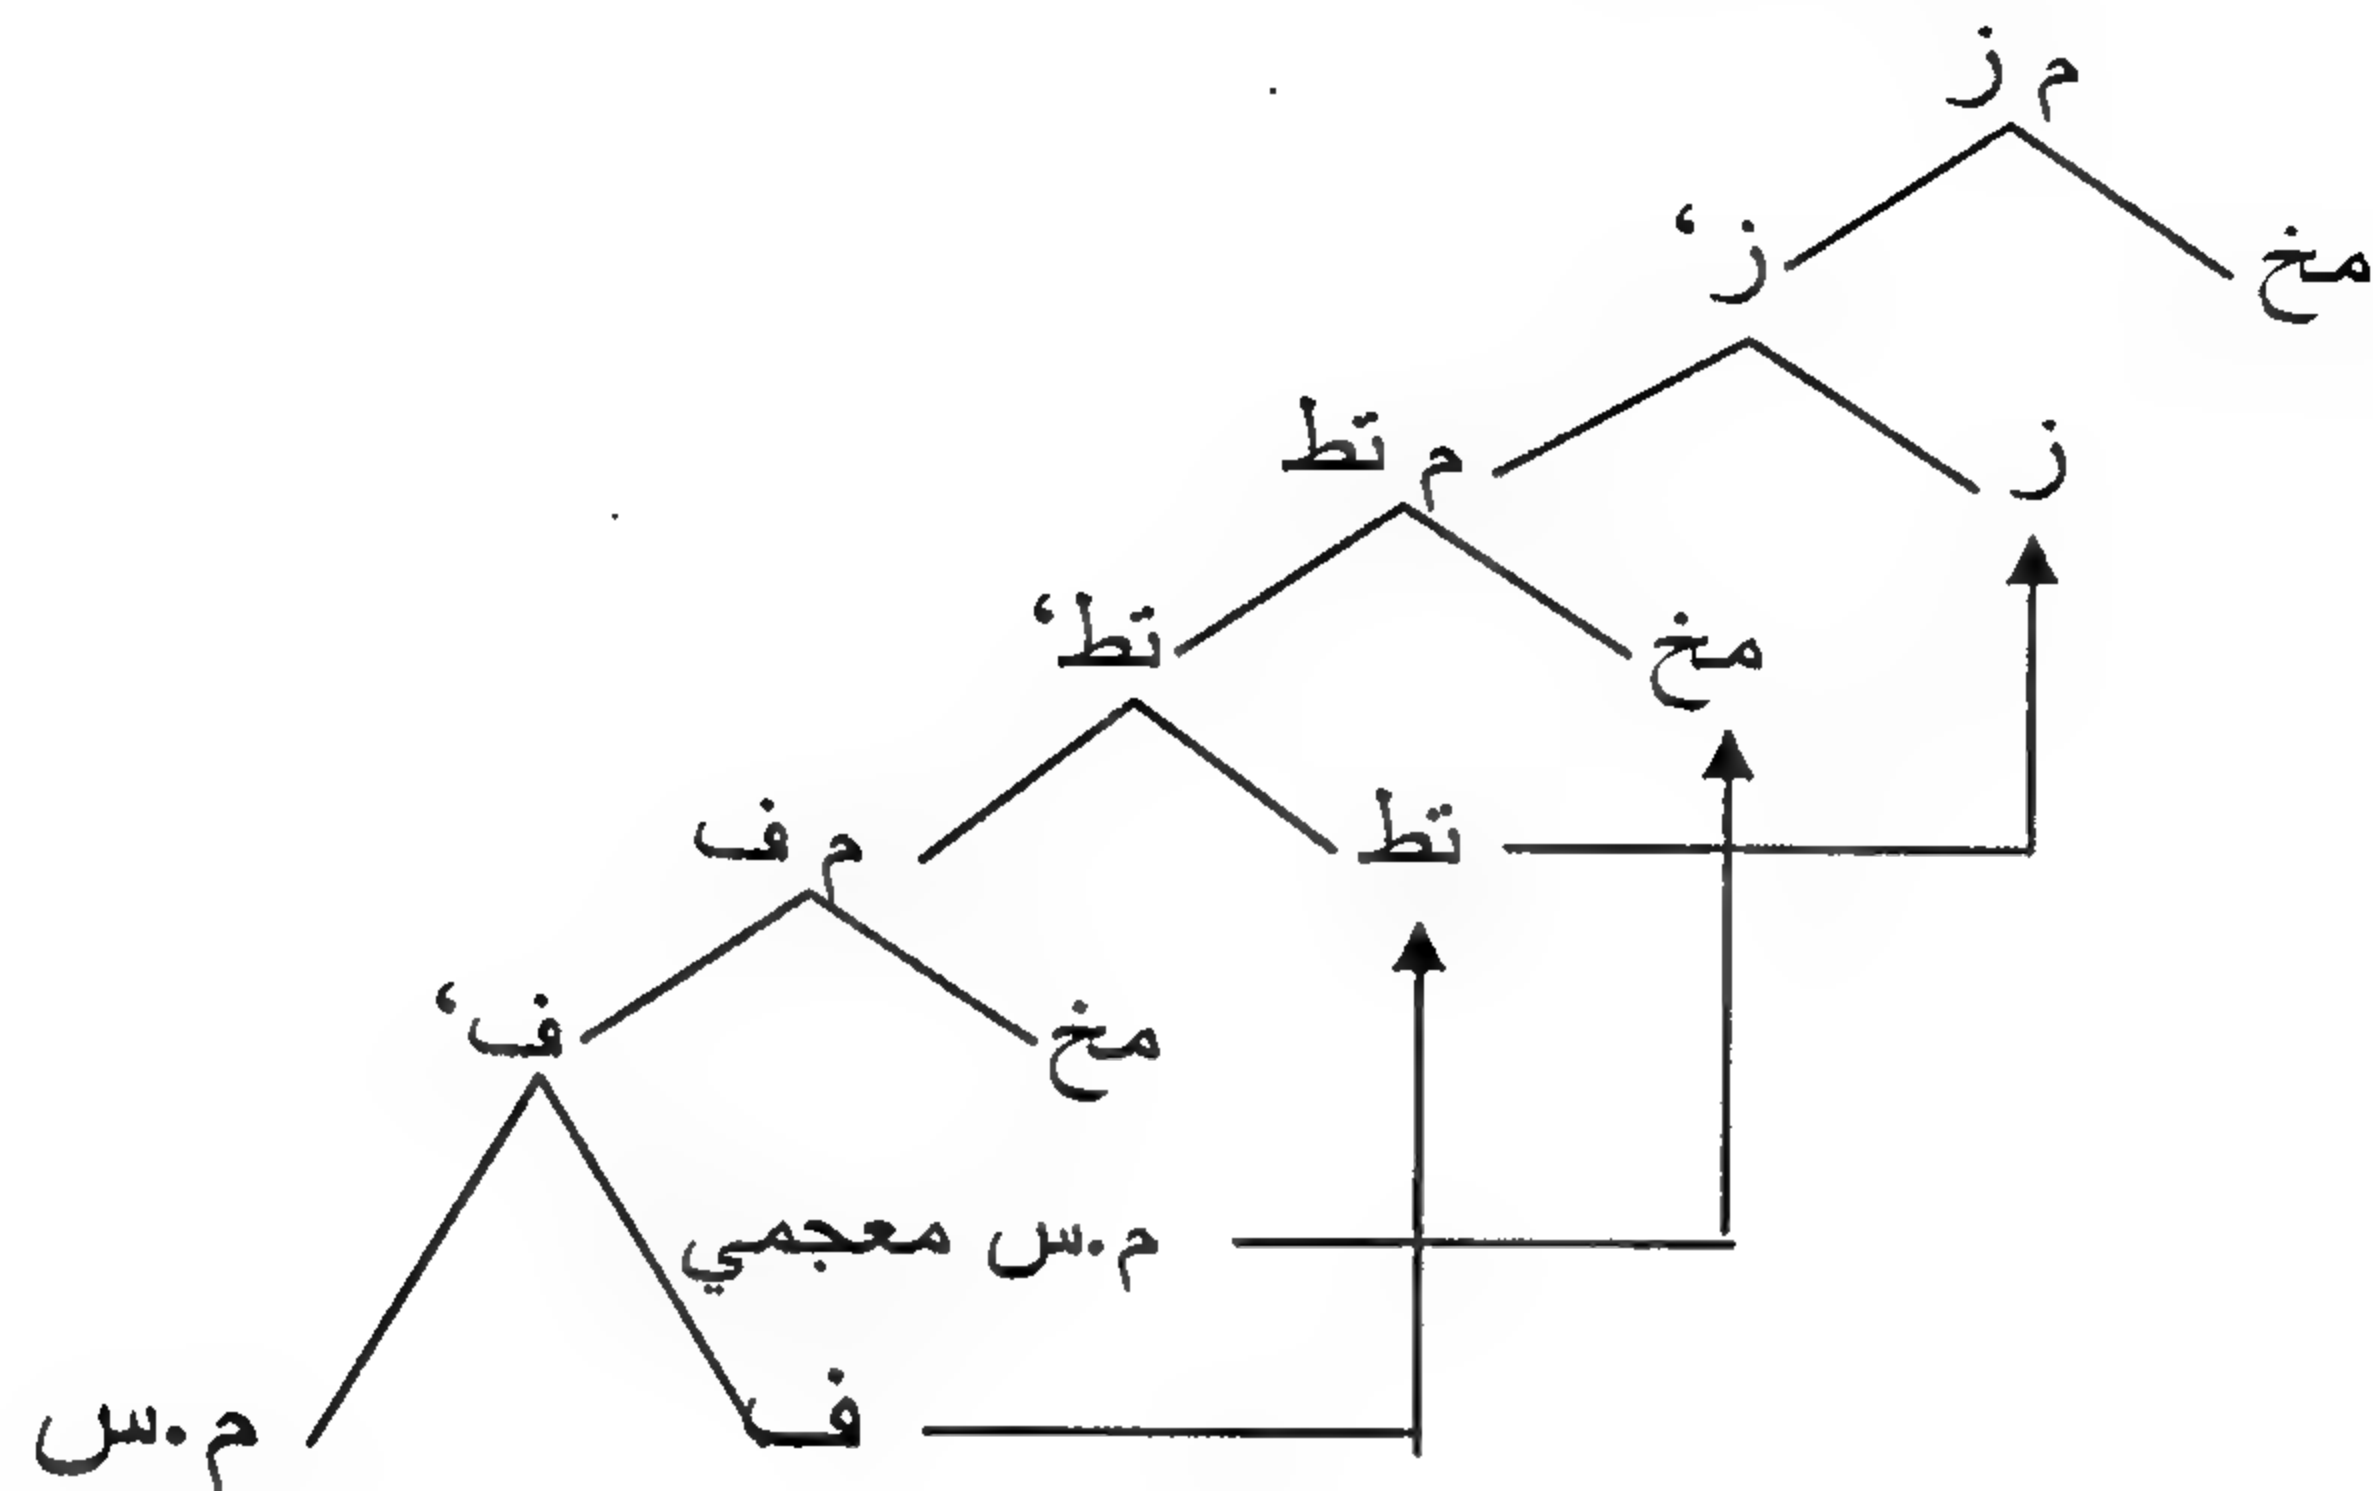 م ز
مخ
ز‘
ز
م تط
مخ
تط‘
تط
م ف
مخ
ف‘
م.س معجمي
ف
م.س